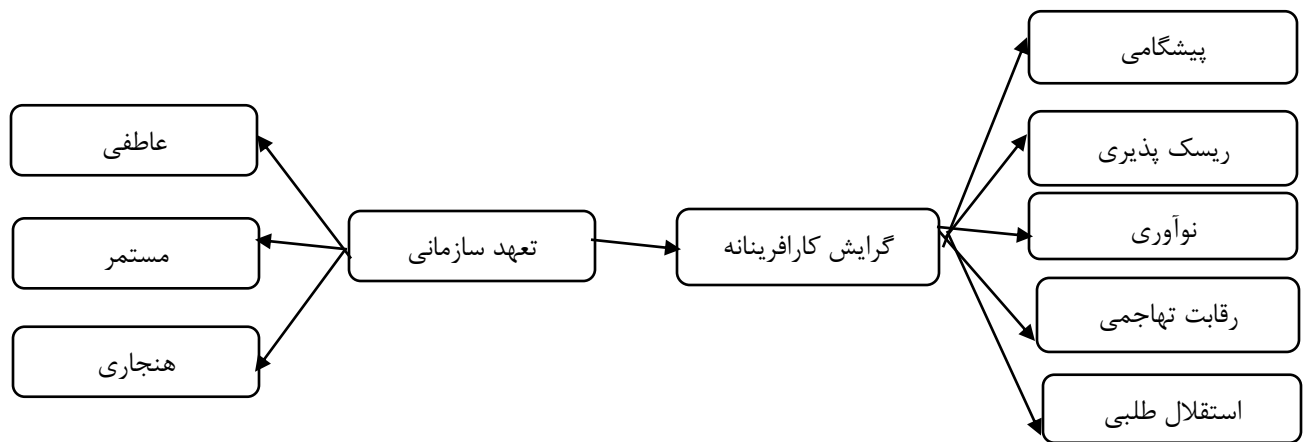 پیشگامی
ریسک پذیری
نوآوری
رقابت تهاجمی
استقلال طلبی
گرایش کارافرینانه
تعهد سازمانی
عاطفی
مستمر
هنجاری